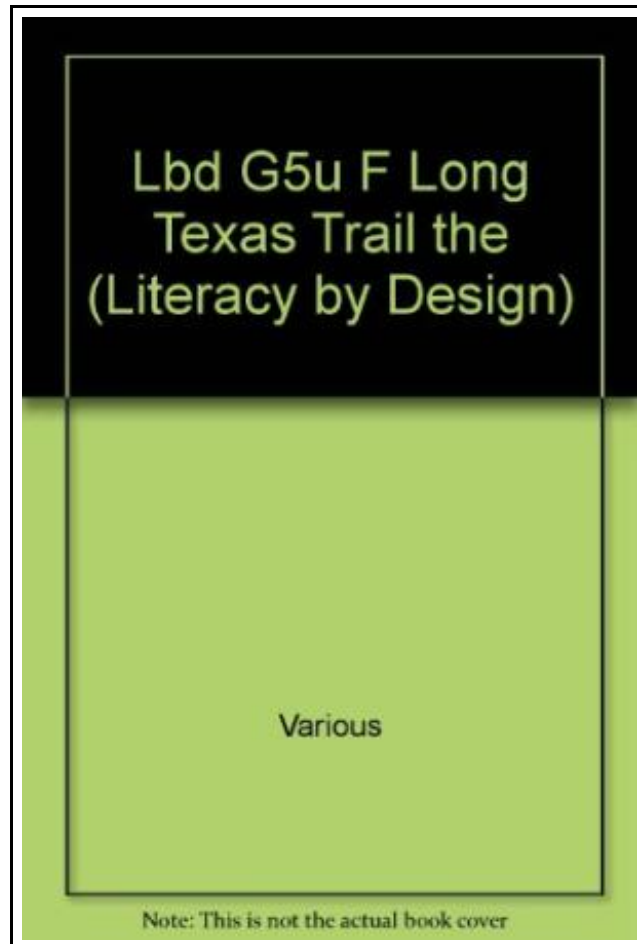 Lbd G5u F Long
Texas Trail the
(Literacy by Design)
Various
Note: This is not the actual book cover